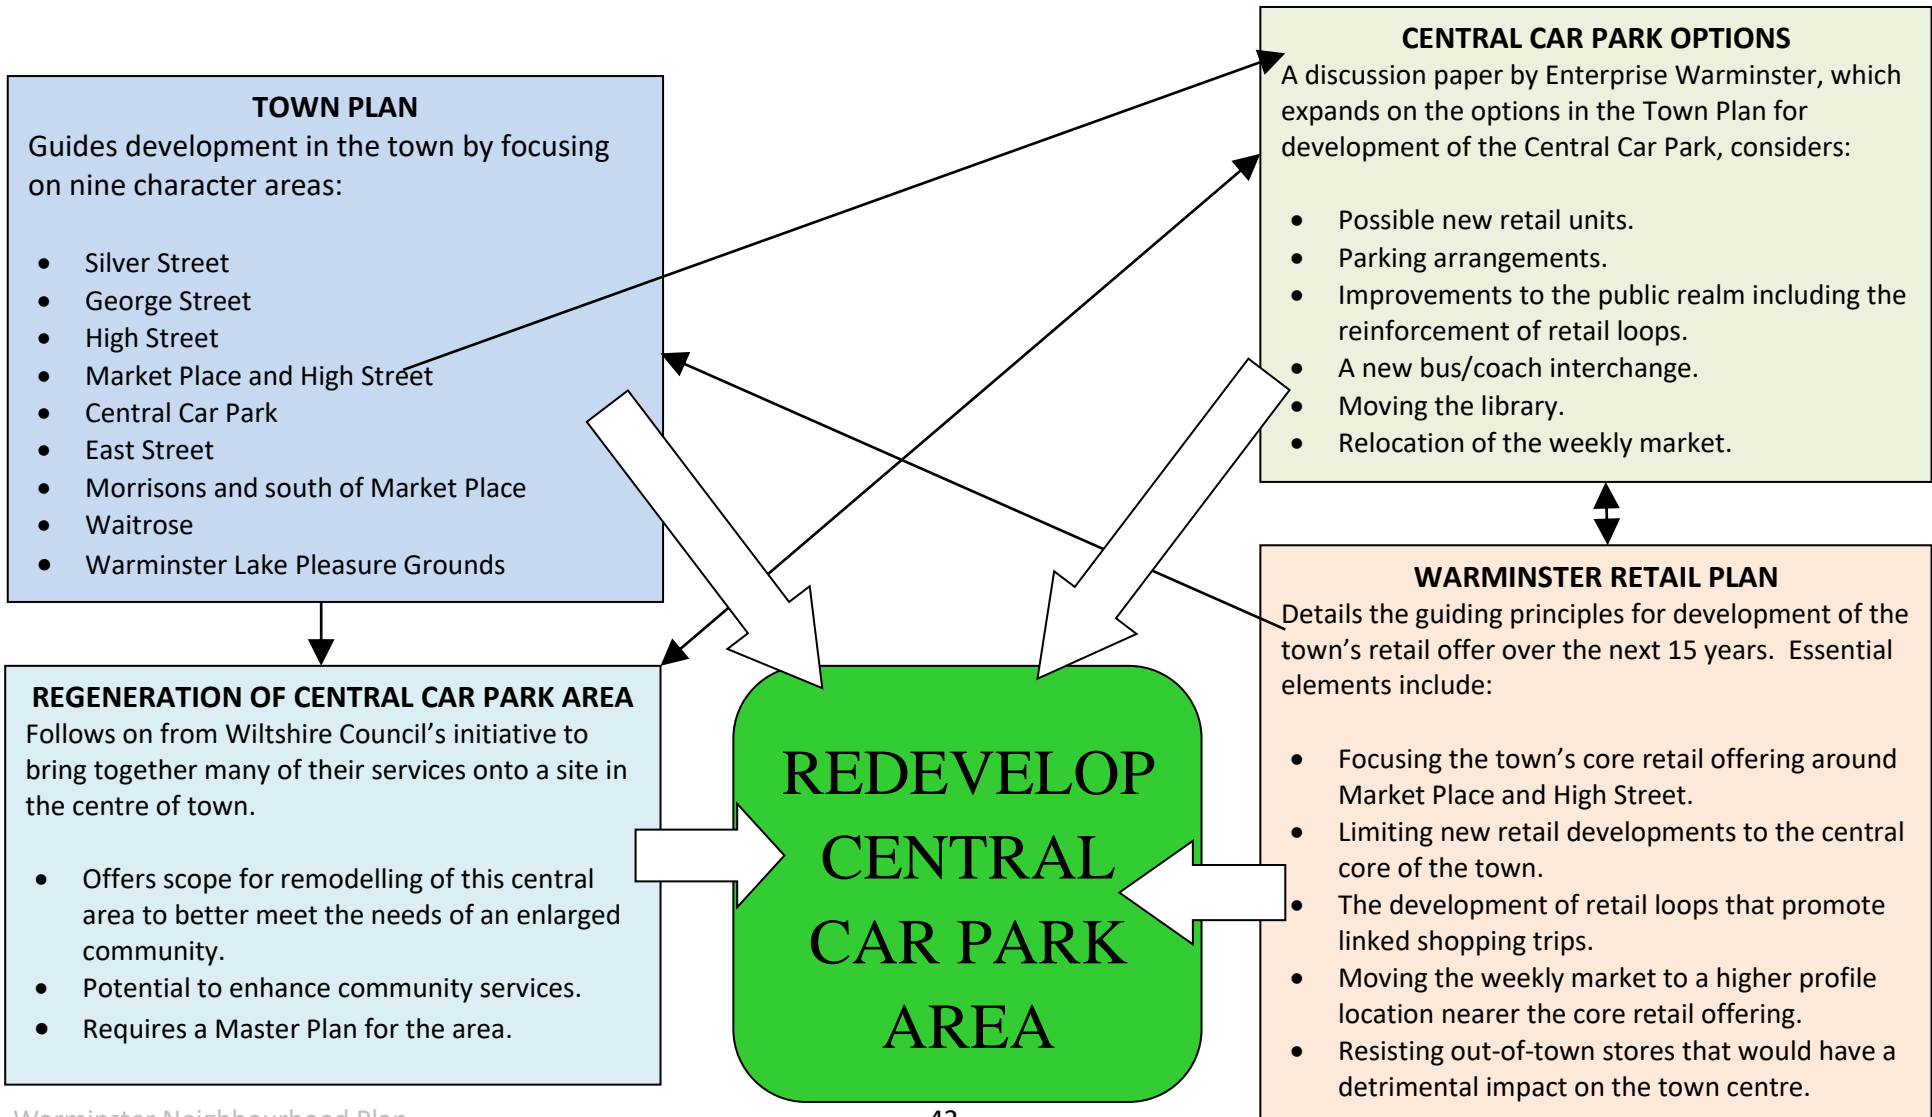 TOWN PLAN
Guides development in the town by focusing
on nine character areas:
• Silver Street
• George Street
• High Street
• Market Place and High Street
• Central Car Park
• East Street
• Morrisons and south of Market Place
• Waitrose
• Warminster Lake Pleasure Grounds
CENTRAL CAR PARK OPTIONS
A discussion paper by Enterprise Warminster, which
expands on the options in the Town Plan for
development of the Central Car Park, considers:
• Possible new retail units.
• Parking arrangements.
• Improvements to the public realm including the
reinforcement of retail loops.
• A new bus/coach interchange.
• Moving the library.
• Relocation of the weekly market.
REGENERATION OF CENTRAL CAR PARK AREA
Follows on from Wiltshire Council’s initiative to
bring together many of their services onto a site in
the centre of town.
• Offers scope for remodelling of this central
area to better meet the needs of an enlarged
community.
• Potential to enhance community services.
• Requires a Master Plan for the area.
REDEVELOP
CENTRAL
CAR PARK
AREA
WARMINSTER RETAIL PLAN
Details the guiding principles for development of the
town’s retail offer over the next 15 years.  Essential
elements include:
• Focusing the town’s core retail offering around
Market Place and High Street.
• Limiting new retail developments to the central
core of the town.
• The development of retail loops that promote
linked shopping trips.
• Moving the weekly market to a higher profile
location nearer the core retail offering.
• Resisting out-of-town stores that would have a
detrimental impact on the town centre.
Warminster Neighbourhood Plan
42